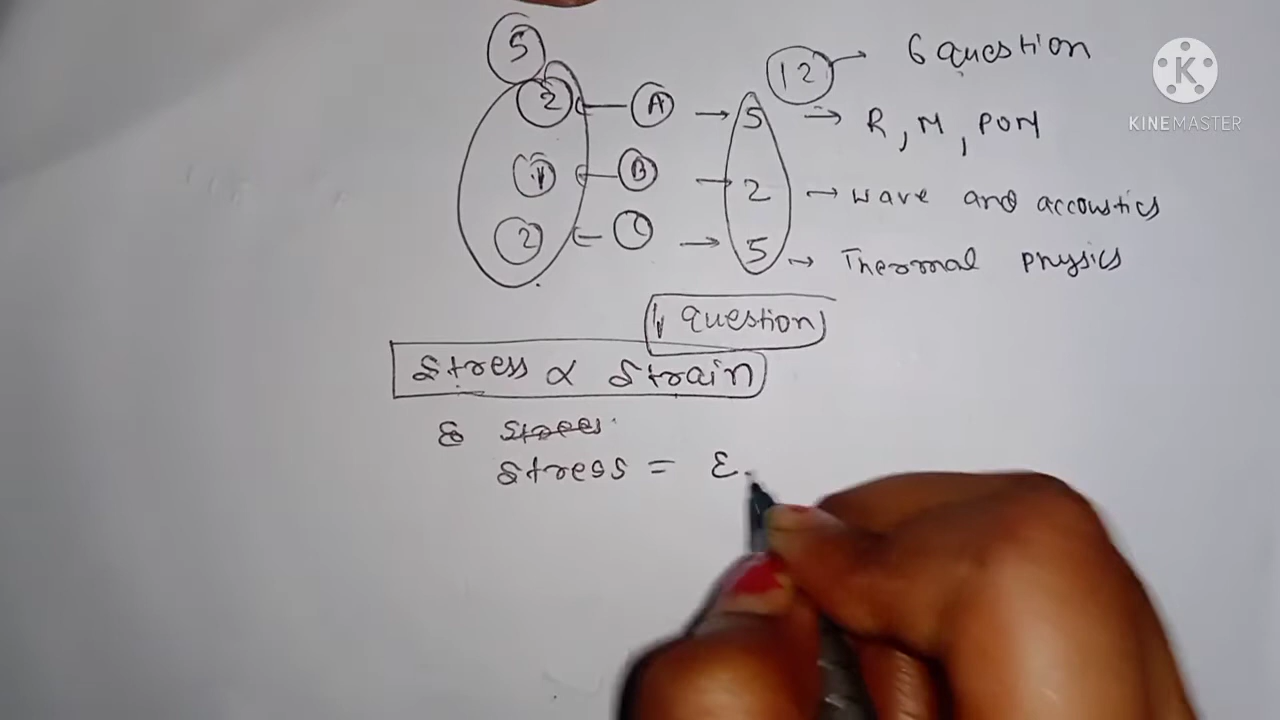 5
12 → 6 question
2 ← A → 5 → R, M, POM
1 ← B → 2 → wave and accoustics
2 ← C → 5 → Thermal physics
question
stress ∝ strain
stress = ε.
K
KINEMASTER